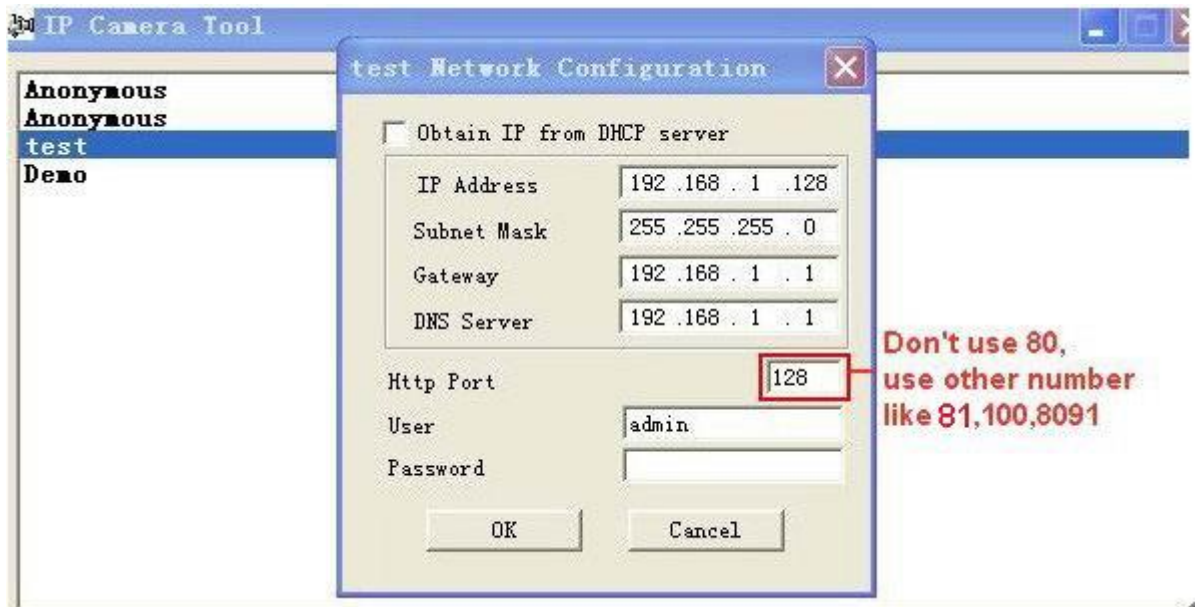 IP Camera Tool
test Network Configuration
Anonymous
Anonymous
test
Demo
Obtain IP from DHCP server
IP Address 192 .168 . 1 .128
Subnet Mask 255 .255 .255 . 0
Gateway 192 .168 . 1 . 1
DNS Server 192 .168 . 1 . 1
Http Port 128
User admin
Password
OK Cancel
Don't use 80,
use other number
like 81,100,8091